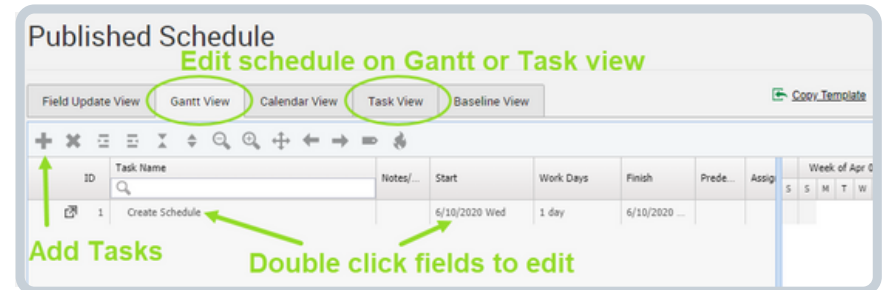 Published Schedule
Edit schedule on Gantt or Task view
Field Update View Gantt View Calendar View Task View Baseline View Copy Template
ID Task Name Notes/... Start Work Days Finish Prede... Assig Week of Apr 0
S S M T W
1 Create Schedule 6/10/2020 Wed 1 day 6/10/2020 ...
Add Tasks
Double click fields to edit